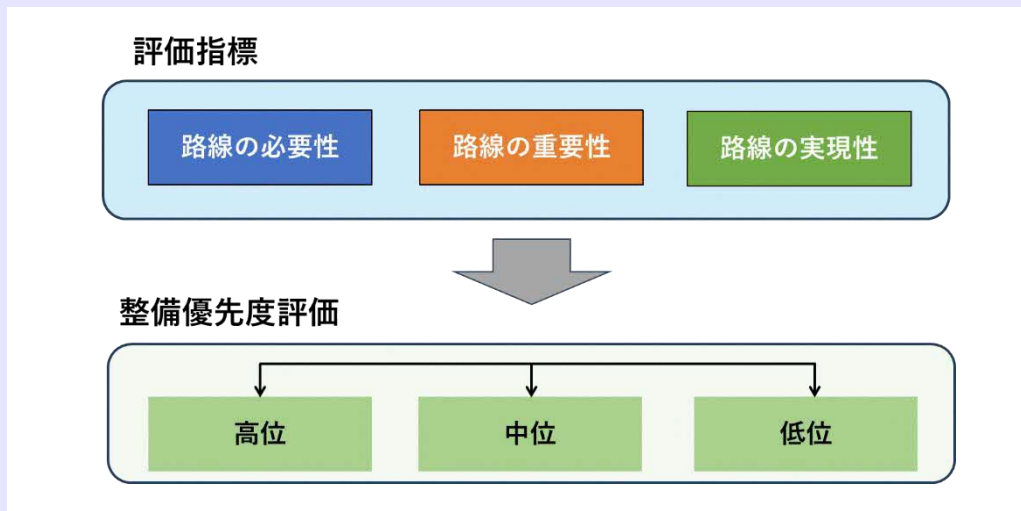 評価指標
路線の必要性
路線の重要性
路線の実現性
整備優先度評価
高位
中位
低位